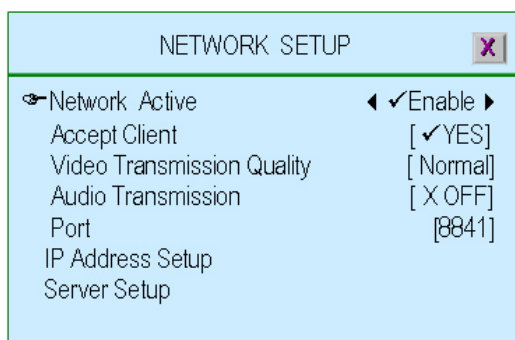 NETWORK SETUP X
☞Network Active ◀ ✓Enable ▶
Accept Client [ ✓YES]
Video Transmission Quality [ Normal]
Audio Transmission [ X OFF]
Port [8841]
IP Address Setup
Server Setup